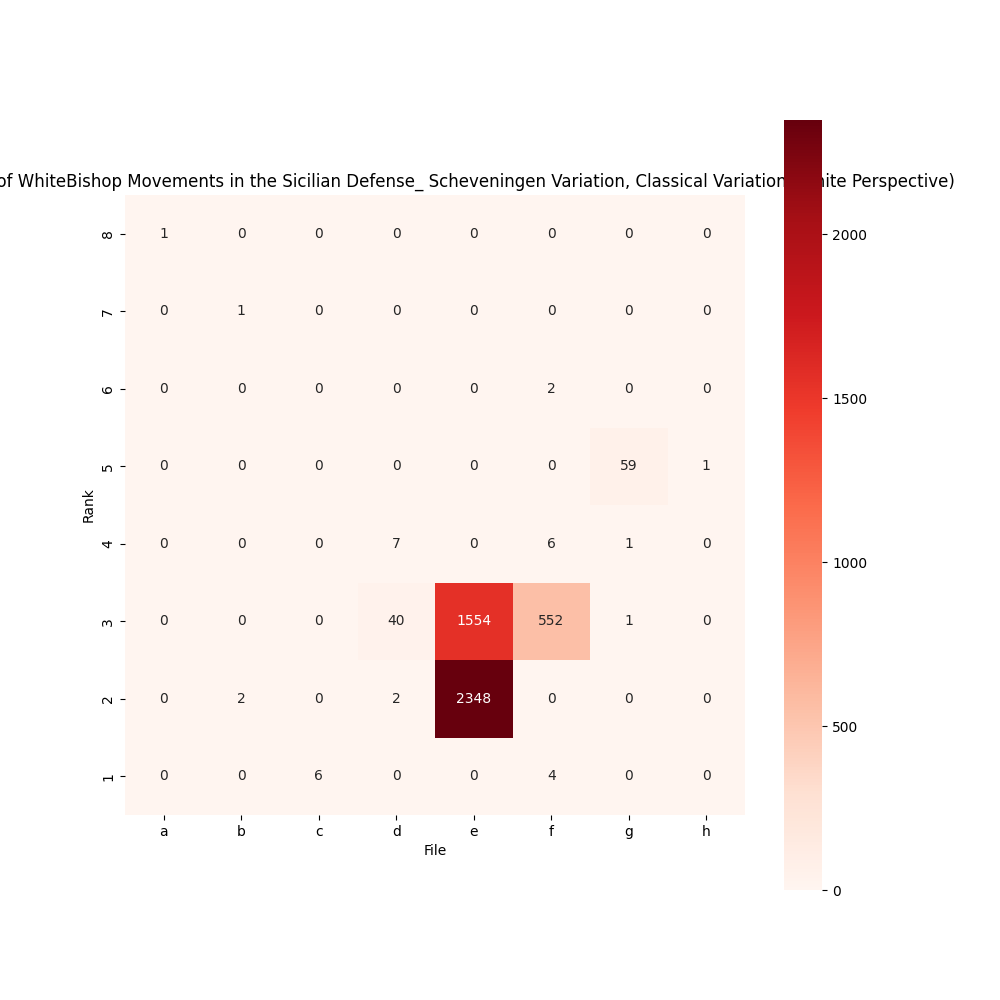 of WhiteBishop Movements in the Sicilian Defense_ Scheveningen Variation, Classical Variation Perspective)
8 1 0 0 0 0 0 0 0
7 0 1 0 0 0 0 0 0
6 0 0 0 0 0 2 0 0
5 0 0 0 0 0 0 59 1
4 0 0 0 7 0 6 1 0
3 0 0 0 40 1554 552 1 0
2 0 2 0 2 2348 0 0 0
1 0 0 6 0 0 4 0 0
a b c d e f g h
File
Rank
2000
1500
1000
500
0